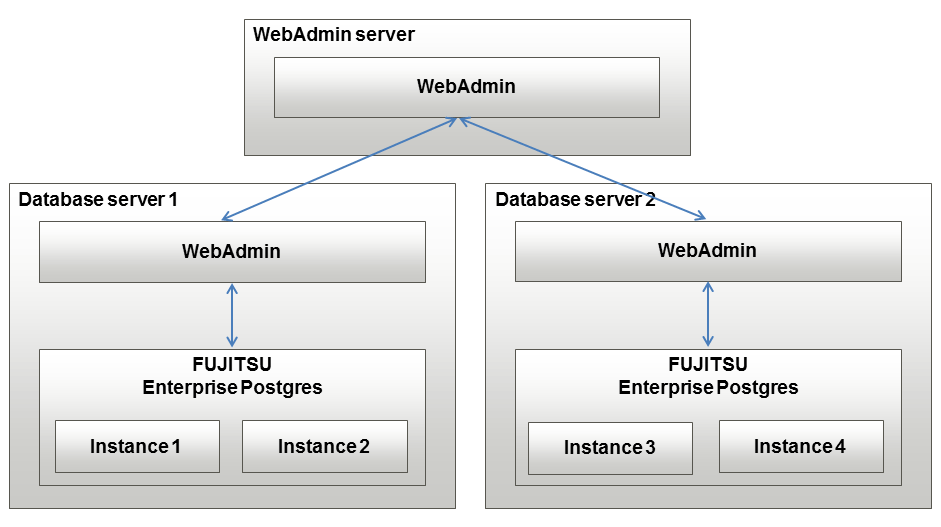 WebAdmin server
WebAdmin
Database server 1
WebAdmin
FUJITSU
Enterprise Postgres
Instance 1
Instance 2
Database server 2
WebAdmin
FUJITSU
Enterprise Postgres
Instance 3
Instance 4